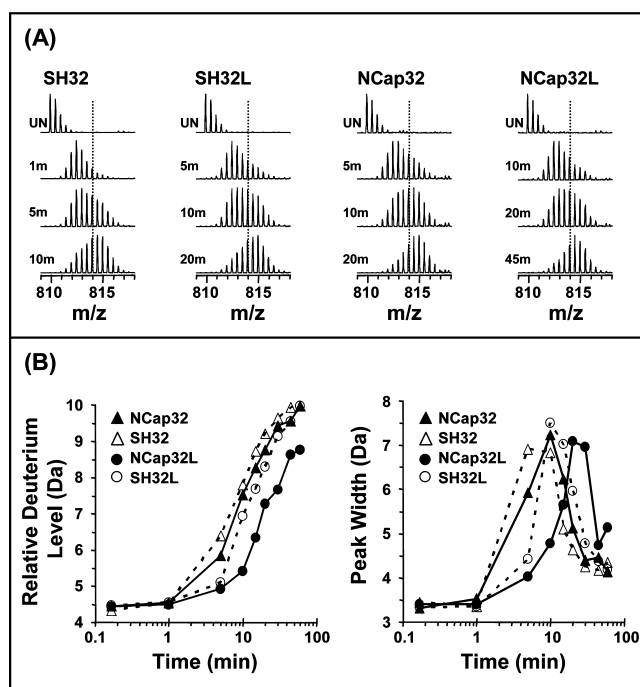 (A)
SH32 SH32L NCap32 NCap32L
UN UN UN UN
1m 5m 5m 10m
5m 10m 10m 20m
10m 20m 20m 45m
810 815 810 815 810 815 810 815
m/z m/z m/z m/z
(B)
Relative Deuterium
Level (Da)
10
9
8
7
6
5
4
3
NCap32
SH32
NCap32L
SH32L
0.1 1 10 100
Time (min)
Peak Width (Da)
8
7
6
5
4
3
NCap32
SH32
NCap32L
SH32L
0.1 1 10 100
Time (min)